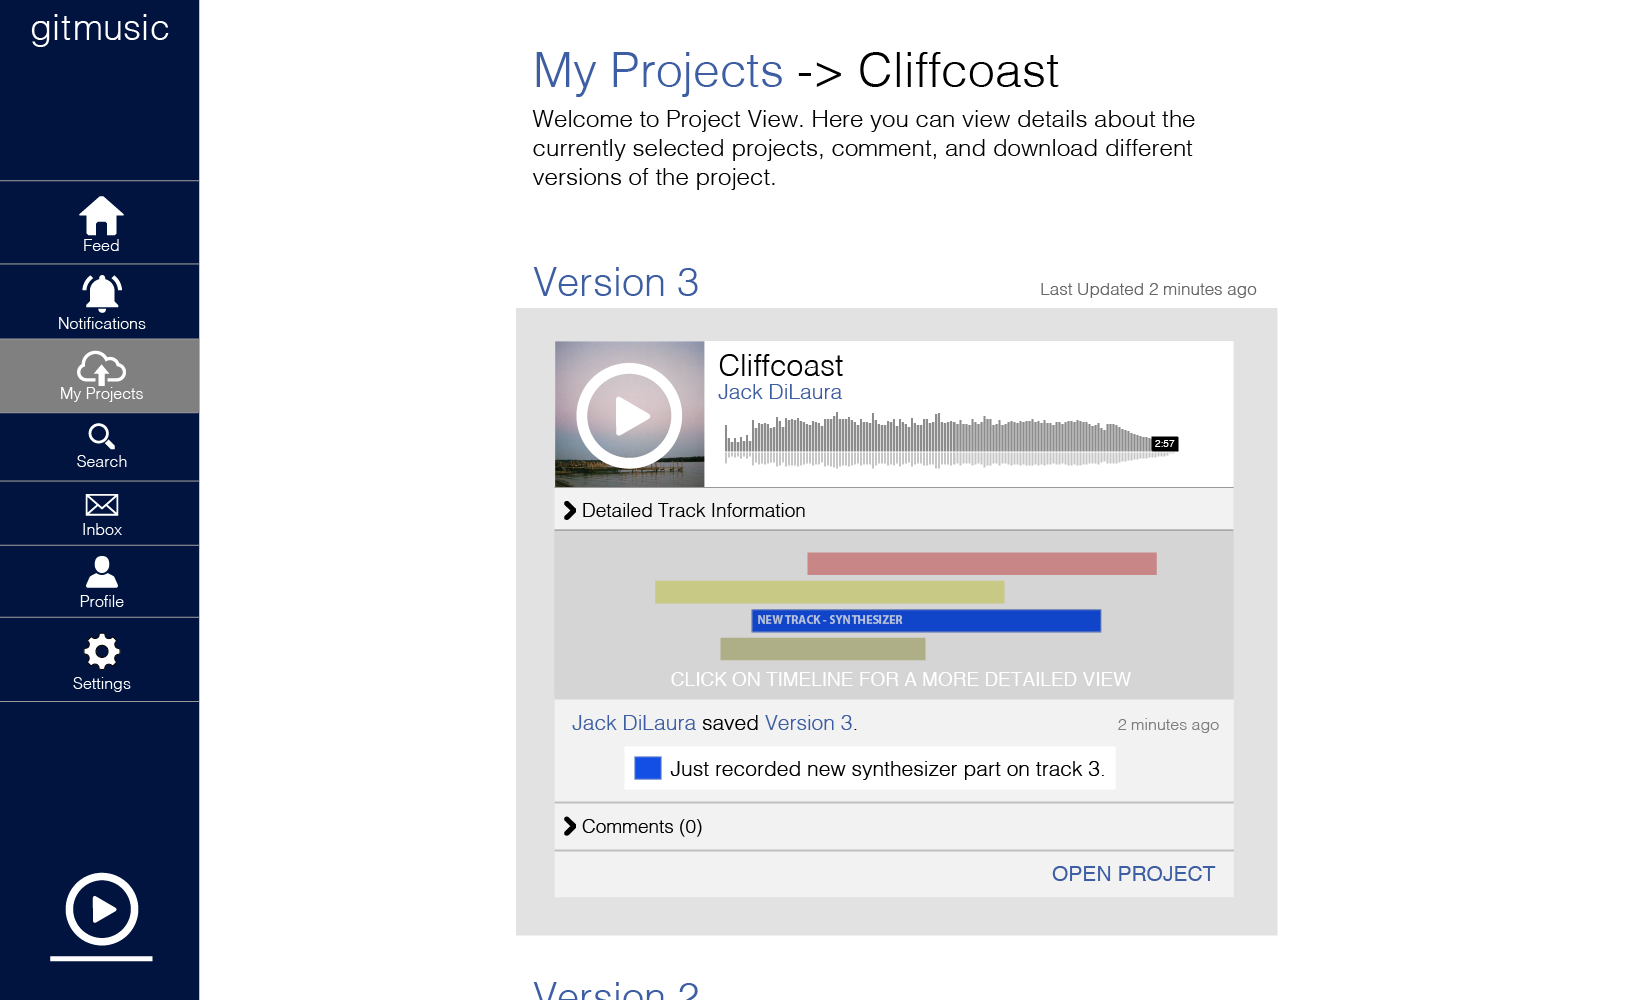 gitmusic
Feed
Notifications
My Projects
Search
Inbox
Profile
Settings
My Projects -> Cliffcoast
Welcome to Project View. Here you can view details about the
currently selected projects, comment, and download different
versions of the project.
Version 3
Last Updated 2 minutes ago
Cliffcoast
Jack DiLaura
2:57
Detailed Track Information
NEW TRACK - SYNTHESIZER
CLICK ON TIMELINE FOR A MORE DETAILED VIEW
Jack DiLaura saved Version 3.
2 minutes ago
Just recorded new synthesizer part on track 3.
Comments (0)
OPEN PROJECT
Version 2